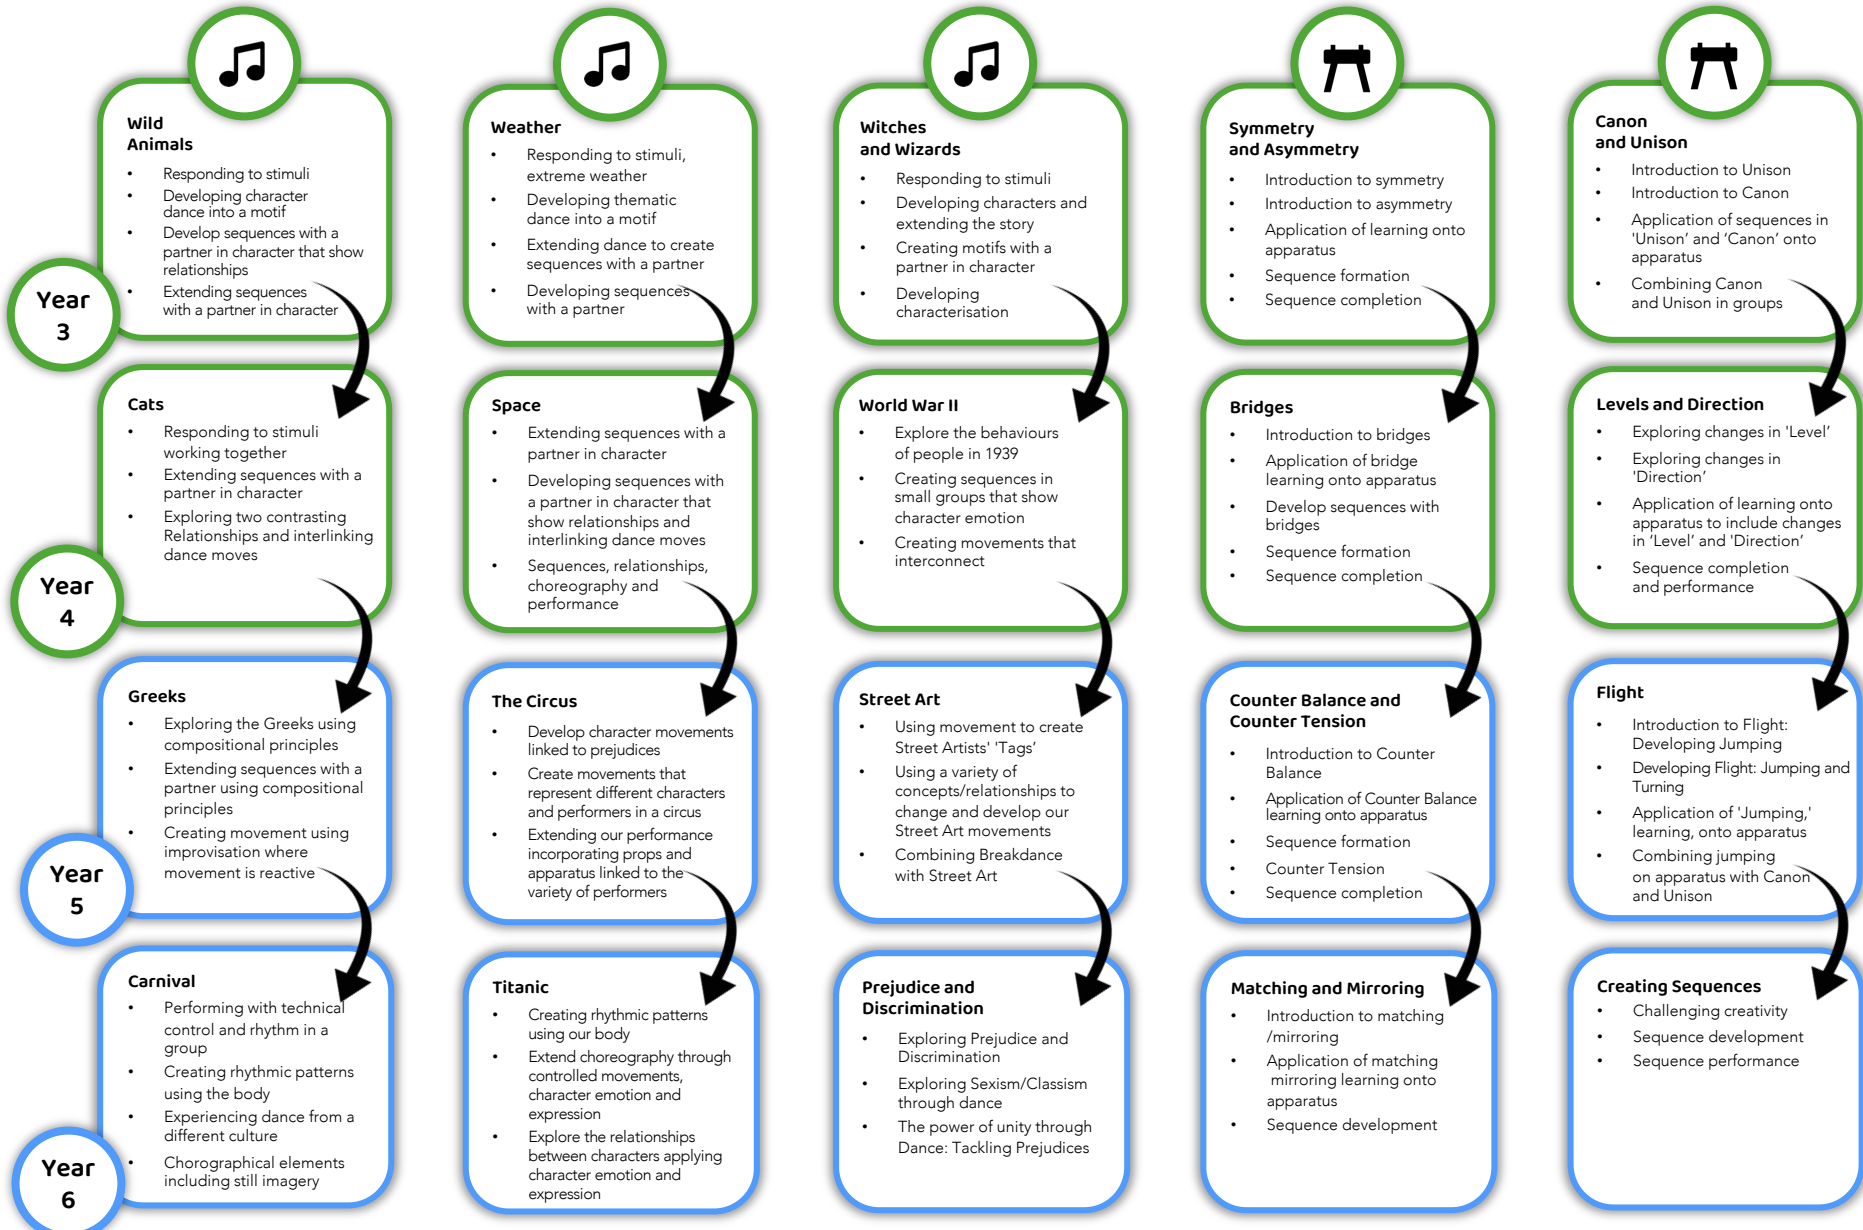 Year
3
Wild
Animals
• Responding to stimuli
• Developing character
dance into a motif
• Develop sequences with a
partner in character that show
relationships
• Extending sequences
with a partner in character
Weather
• Responding to stimuli,
extreme weather
• Developing thematic
dance into a motif
• Extending dance to create
sequences with a partner
• Developing sequences
with a partner
Witches
and Wizards
• Responding to stimuli
• Developing characters and
extending the story
• Creating motifs with a
partner in character
• Developing
characterisation
Symmetry
and Asymmetry
• Introduction to symmetry
• Introduction to asymmetry
• Application of learning onto
apparatus
• Sequence formation
• Sequence completion
Canon
and Unison
• Introduction to Unison
• Introduction to Canon
• Application of sequences in
'Unison’ and ‘Canon’ onto
apparatus
• Combining Canon
and Unison in groups
Year
4
Cats
• Responding to stimuli
working together
• Extending sequences with a
partner in character
• Exploring two contrasting
Relationships and interlinking
dance moves
Space
• Extending sequences with a
partner in character
• Developing sequences with
a partner in character that
show relationships and
interlinking dance moves
• Sequences, relationships,
choreography and
performance
World War II
• Explore the behaviours
of people in 1939
• Creating sequences in
small groups that show
character emotion
• Creating movements that
interconnect
Bridges
• Introduction to bridges
• Application of bridge
learning onto apparatus
• Develop sequences with
bridges
• Sequence formation
• Sequence completion
Levels and Direction
• Exploring changes in 'Level’
• Exploring changes in
'Direction’
• Application of learning onto
apparatus to include changes
in ‘Level’ and 'Direction’
• Sequence completion
and performance
Year
5
Greeks
• Exploring the Greeks using
compositional principles
• Extending sequences with a
partner using compositional
principles
• Creating movement using
improvisation where
movement is reactive
The Circus
• Develop character movements
linked to prejudices
• Create movements that
represent different characters
and performers in a circus
• Extending our performance
incorporating props and
apparatus linked to the
variety of performers
Street Art
• Using movement to create
Street Artists' 'Tags’
• Using a variety of
concepts/relationships to
change and develop our
Street Art movements
• Combining Breakdance
with Street Art
Counter Balance and
Counter Tension
• Introduction to Counter
Balance
• Application of Counter Balance
learning onto apparatus
• Sequence formation
• Counter Tension
• Sequence completion
Flight
• Introduction to Flight:
Developing Jumping
• Developing Flight: Jumping and
Turning
• Application of 'Jumping,'
learning, onto apparatus
• Combining jumping
on apparatus with Canon
and Unison
Year
6
Carnival
• Performing with technical
control and rhythm in a
group
• Creating rhythmic patterns
using the body
• Experiencing dance from a
different culture
• Chorographical elements
including still imagery
Titanic
• Creating rhythmic patterns
using our body
• Extend choreography through
controlled movements,
character emotion and
expression
• Explore the relationships
between characters applying
character emotion and
expression
Prejudice and
Discrimination
• Exploring Prejudice and
Discrimination
• Exploring Sexism/Classism
through dance
• The power of unity through
Dance: Tackling Prejudices
Matching and Mirroring
• Introduction to matching
/mirroring
• Application of matching
mirroring learning onto
apparatus
• Sequence development
Creating Sequences
• Challenging creativity
• Sequence development
• Sequence performance